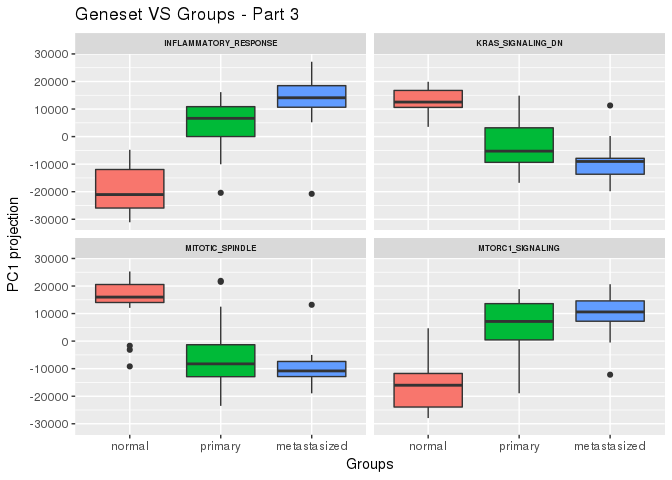 Geneset VS Groups - Part 3
INFLAMMATORY_RESPONSE
KRAS_SIGNALING_DN
30000
20000
10000
0
-10000
-20000
-30000
MITOTIC_SPINDLE
MTORC1_SIGNALING
30000
20000
10000
0
-10000
-20000
-30000
PC1 projection
normal primary metastasized
normal primary metastasized
Groups